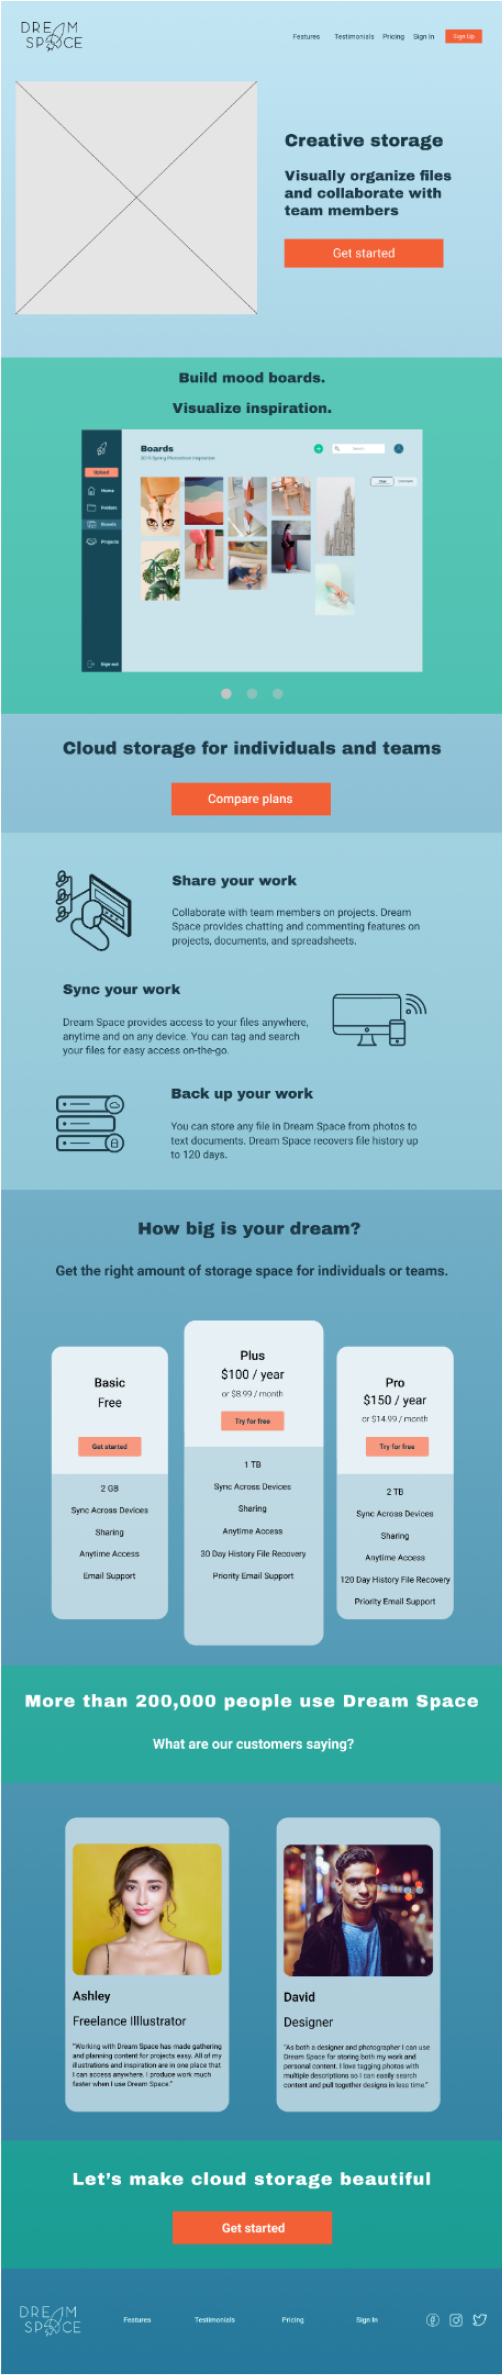 DREAM
SPACE
Features Testimonials Pricing Sign In Sign Up
Creative storage
Visually organize files
and collaborate with
team members
Get started
Build mood boards.
Visualize inspiration.
Boards
2019 Spring Photoshoot Inspiration
Search
Upload
Home
Folders
Boards
Projects
Sign out
Chat Comment
Cloud storage for individuals and teams
Compare plans
Share your work
Collaborate with team members on projects. Dream
Space provides chatting and commenting features on
projects, documents, and spreadsheets.
Sync your work
Dream Space provides access to your files anywhere,
anytime and on any device. You can tag and search
your files for easy access on-the-go.
Back up your work
You can store any file in Dream Space from photos to
text documents. Dream Space recovers file history up
to 120 days.
How big is your dream?
Get the right amount of storage space for individuals or teams.
Basic
Free
Get started
2 GB
Sync Across Devices
Sharing
Anytime Access
Email Support
Plus
$100 / year
or $8.99 / month
Try for free
1 TB
Sync Across Devices
Sharing
Anytime Access
30 Day History File Recovery
Priority Email Support
Pro
$150 / year
or $14.99 / month
Try for free
2 TB
Sync Across Devices
Sharing
Anytime Access
120 Day History File Recovery
Priority Email Support
More than 200,000 people use Dream Space
What are our customers saying?
Ashley
Freelance Illlustrator
"Working with Dream Space has made gathering
and planning content for projects easy. All of my
illustrations and inspiration are in one place that
I can access anywhere. I produce work much
faster when I use Dream Space."
David
Designer
"As both a designer and photographer I can use
Dream Space for storing both my work and
personal content. I love tagging photos with
multiple descriptions so I can easily search
content and pull together designs in less time."
Let's make cloud storage beautiful
Get started
DREAM
SPACE
Features Testimonials Pricing Sign In